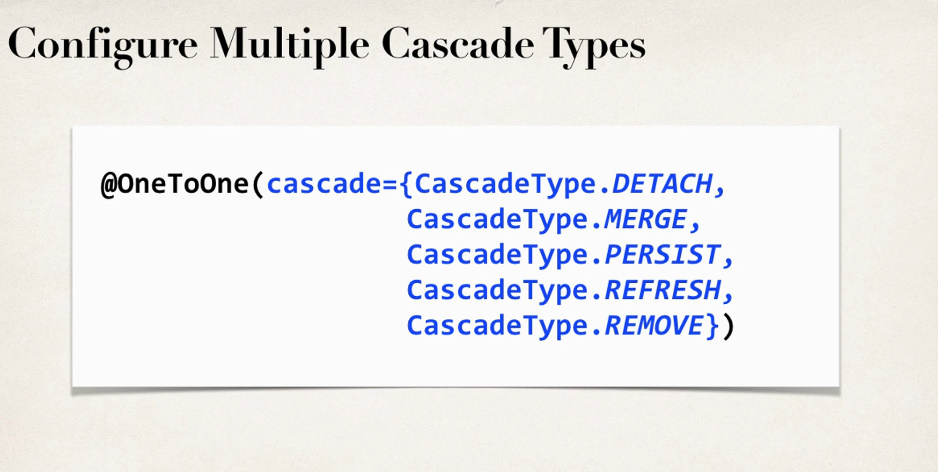 Configure Multiple Cascade Types
@OneToOne(cascade={CascadeType.DETACH,
CascadeType.MERGE,
CascadeType.PERSIST,
CascadeType.REFRESH,
CascadeType.REMOVE})